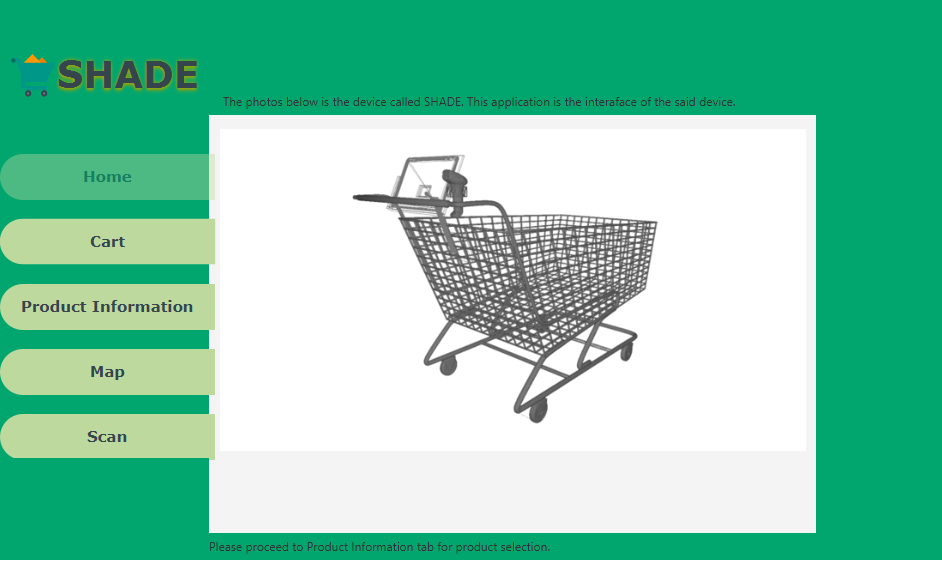 SHADE
The photos below is the device called SHADE. This application is the interaface of the said device.
Home
Cart
Product Information
Map
Scan
Please proceed to Product Information tab for product selection.